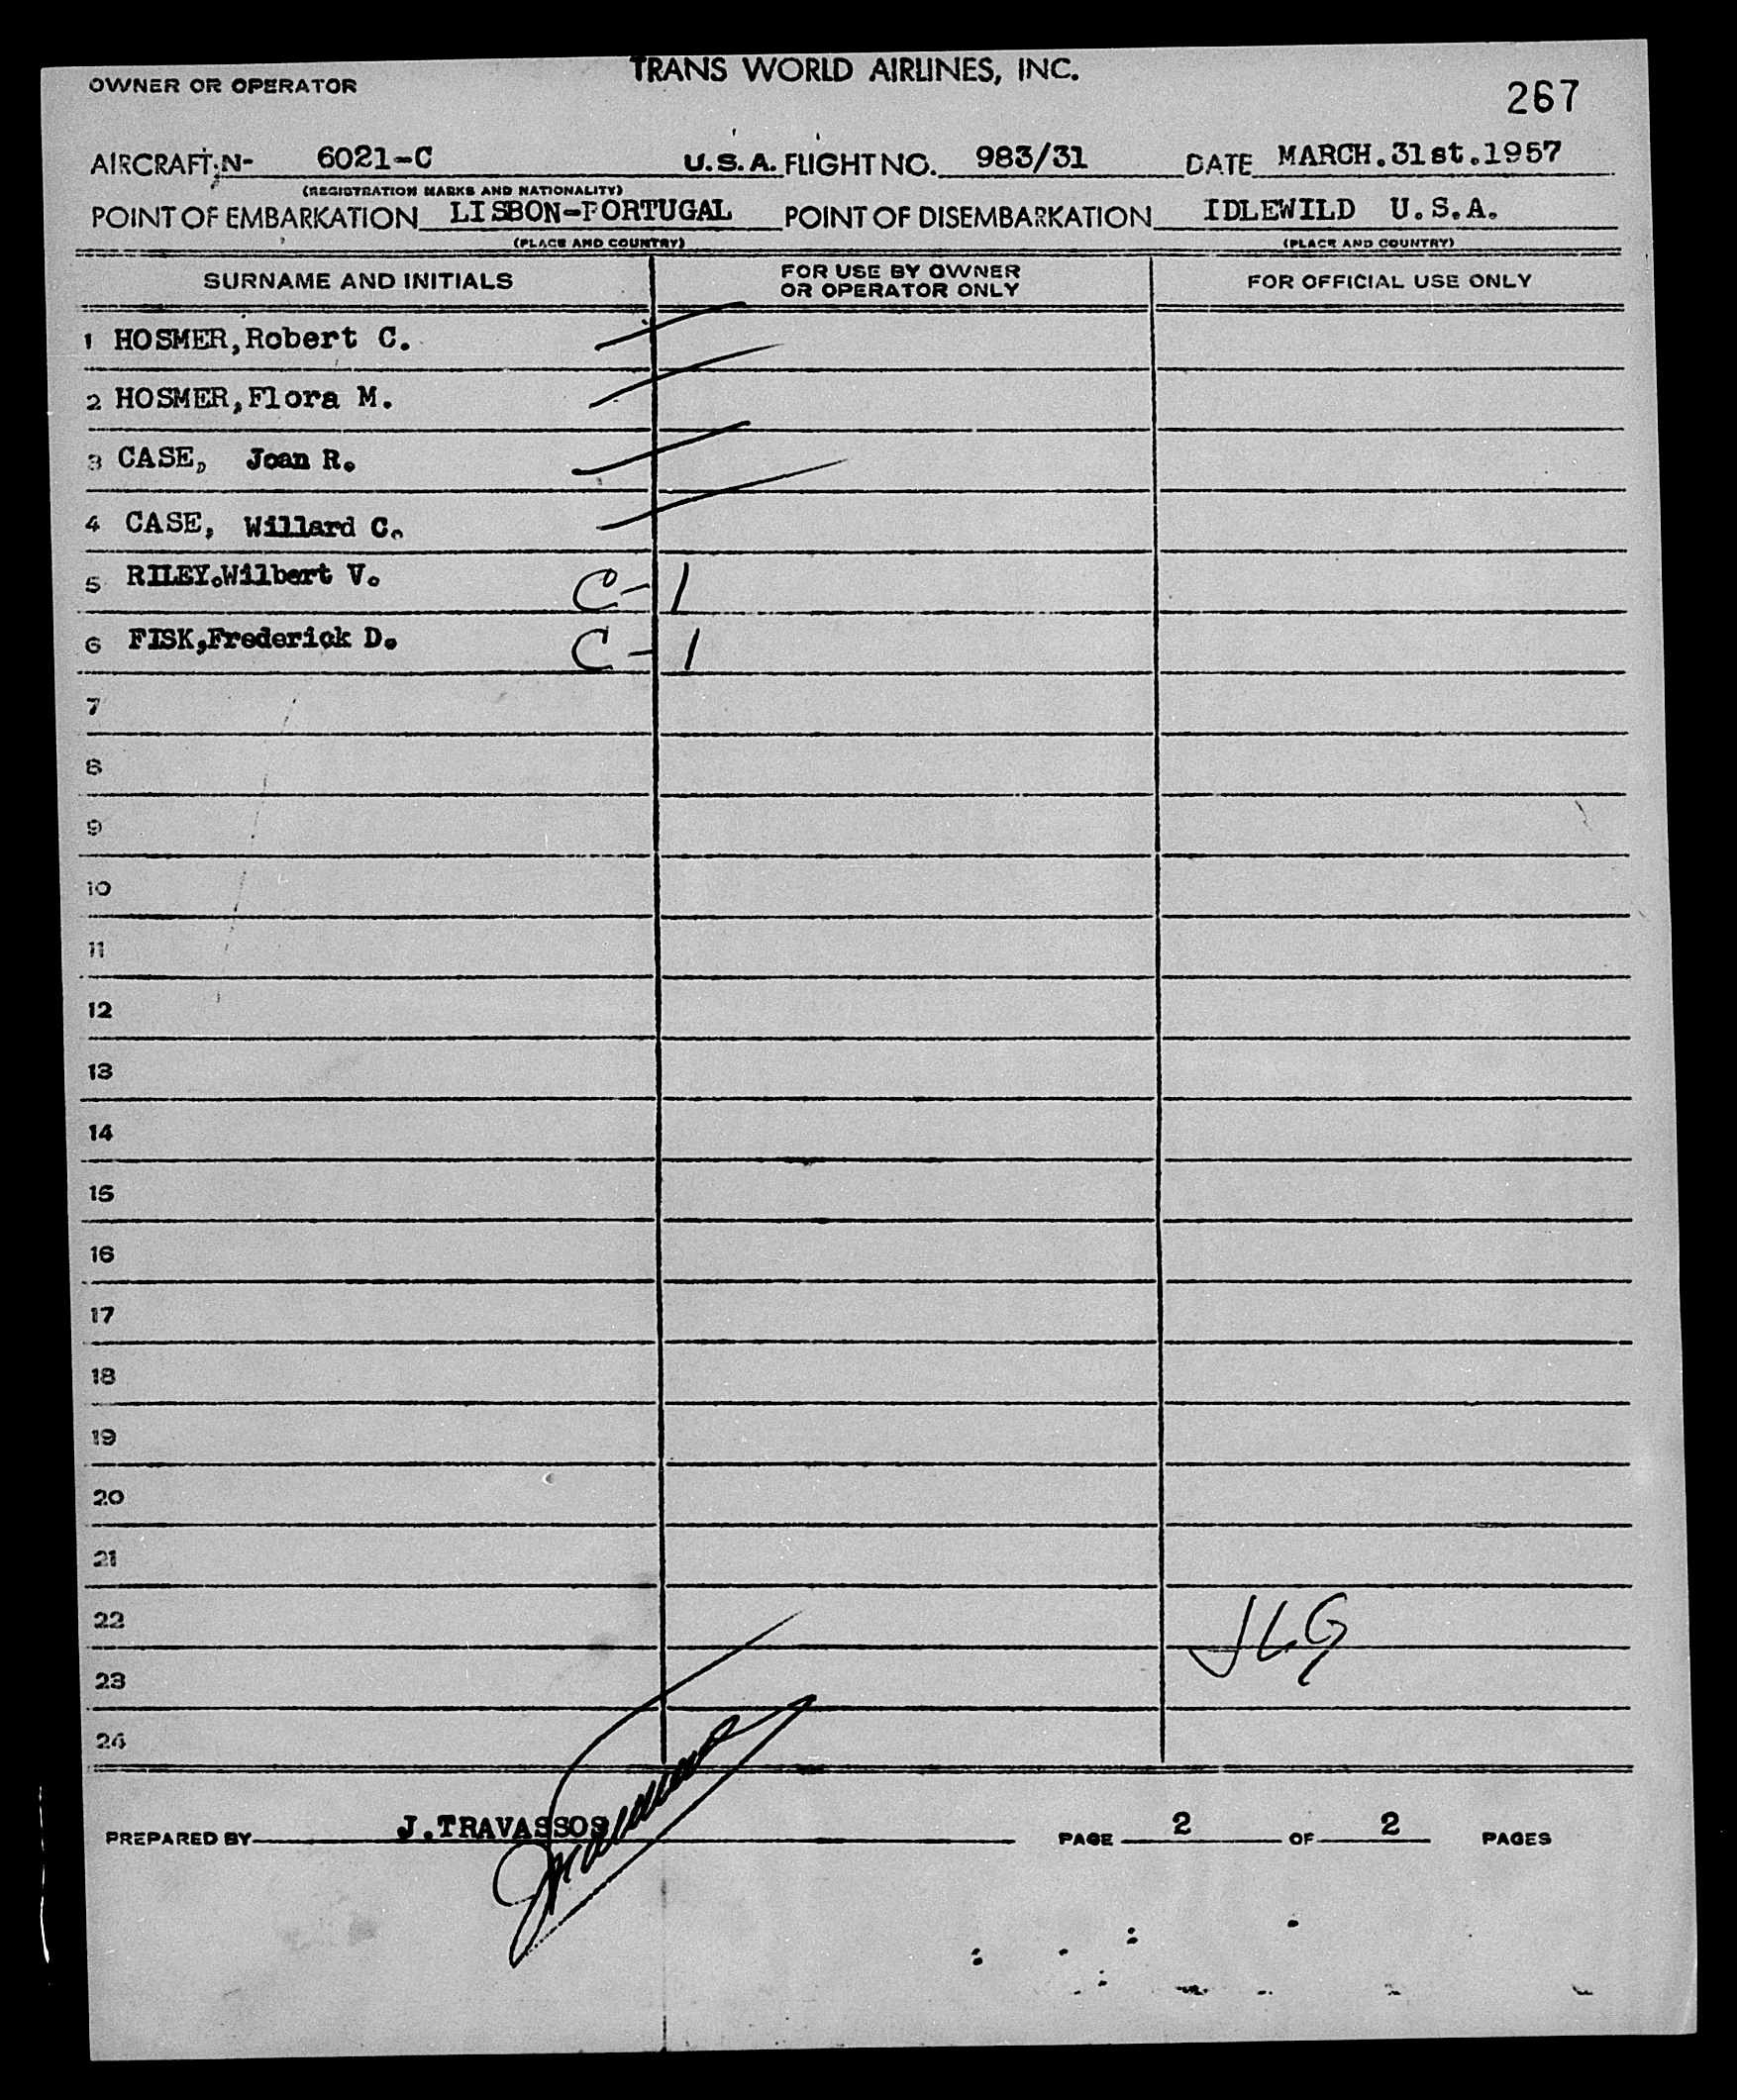 TRANS WORLD AIRLINES, INC.
OWNER OR OPERATOR
267
AIRCRAFT N- 6021-C U.S.A. FLIGHT NO. 983/31 DATE MARCH.31st.1957
(REGISTRATION MARKS AND NATIONALITY)
POINT OF EMBARKATION LISBON-PORTUGAL POINT OF DISEMBARKATION IDLEWILD U.S.A.
(PLACE AND COUNTRY) (PLACE AND COUNTRY)
SURNAME AND INITIALS FOR USE BY OWNER OR OPERATOR ONLY FOR OFFICIAL USE ONLY
1 HOSMER,Robert C.
2 HOSMER,Flora M.
3 CASE, Joan R.
4 CASE, Willard C.
5 RILEY.Wilbert V. C-1
6 FISK,Frederick D. C-1
7
8
9
10
11
12
13
14
15
16
17
18
19
20
21
22 JLG
23
24
PREPARED BY J.TRAVASSOS PAGE 2 OF 2 PAGES